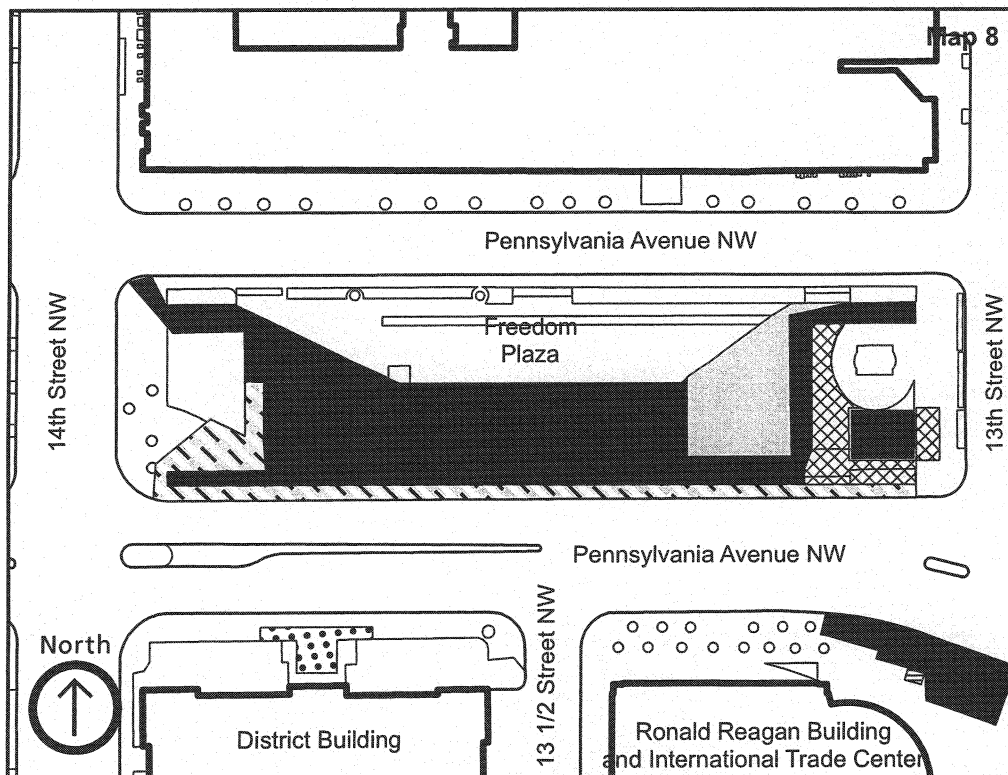 Map 8
Pennsylvania Avenue NW
14th Street NW
Freedom
Plaza
13th Street NW
Pennsylvania Avenue NW
North
13 1/2 Street NW
District Building
Ronald Reagan Building
and International Trade Center